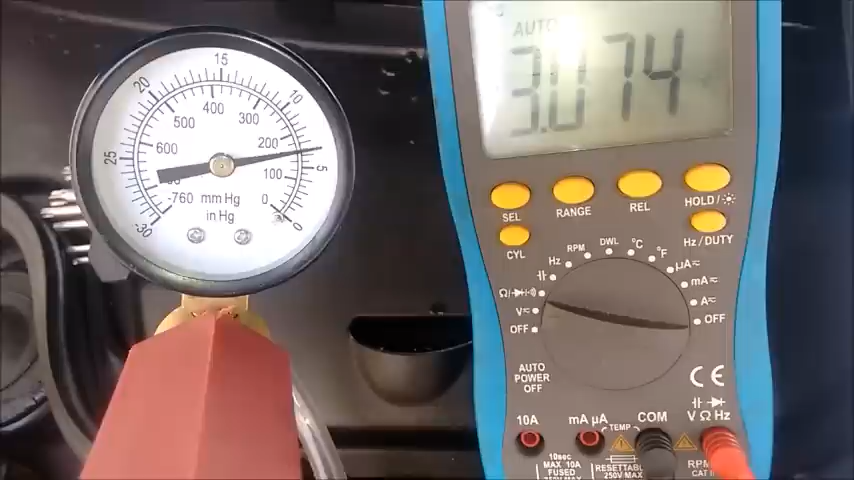 15
20
10
400
500
300
600
200
25
5
100
-760 mm Hg
0
in Hg
-30
0
AUTO
3.074
SEL
RANGE
REL
HOLD/
CYL
Hz/DUTY
Hz
RPM
DWL
°C
°F
μA
mA
Ω
V
A
OFF
OFF
AUTO
POWER
OFF
CE
10A
mA μA
TEMP
COM
V Ω Hz
10sec
MAX 10A
FUSED
RESETTABLE
250V MAX
RPM
CAT